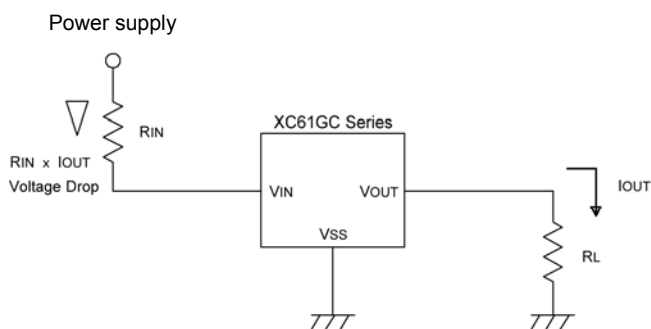 Power supply
RIN
RIN x IOUT
Voltage Drop
XC61GC Series
VIN
VOUT
VSS
IOUT
RL